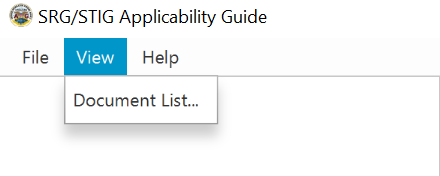 SRG/STIG Applicability Guide
File View Help
Document List...